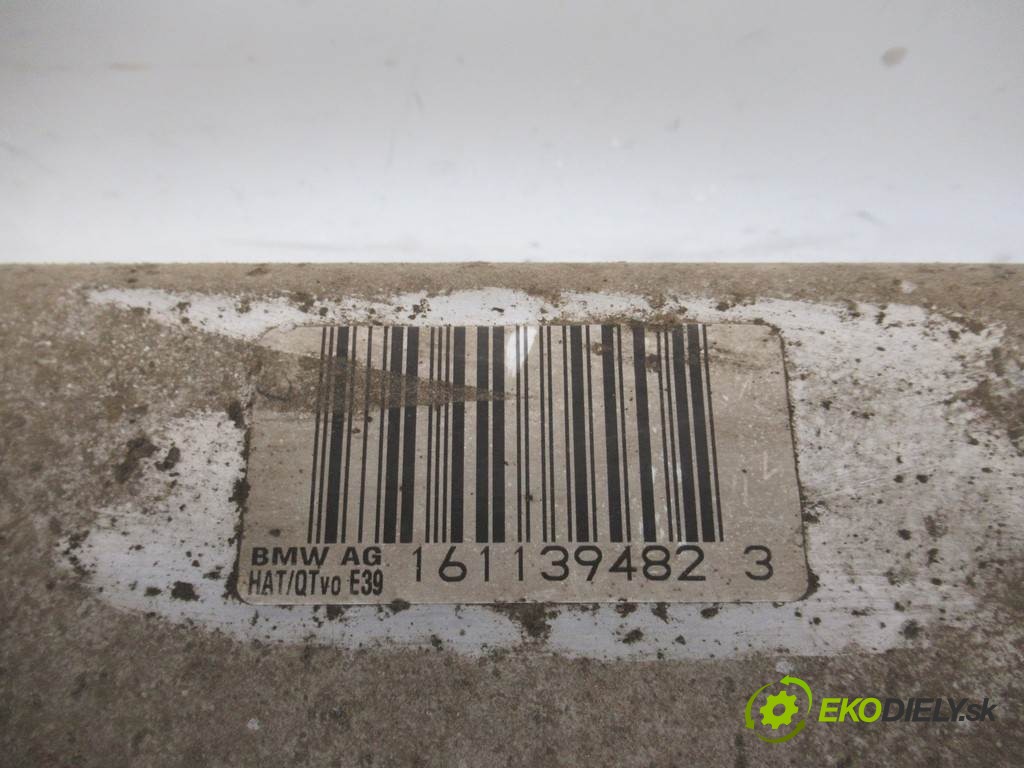 BMW AG 161139482 3
HAT/QTvo E39
EKODIELY.sk